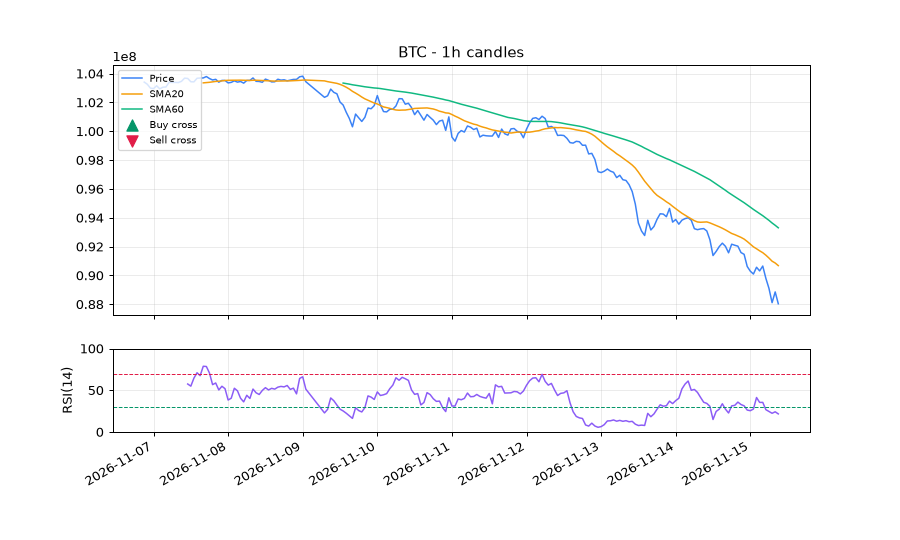 BTC - 1h candles
1e8
1.04
1.02
1.00
0.98
0.96
0.94
0.92
0.90
0.88
Price
SMA20
SMA60
Buy cross
Sell cross
RSI(14)
100
50
0
2026-11-07
2026-11-08
2026-11-09
2026-11-10
2026-11-11
2026-11-12
2026-11-13
2026-11-14
2026-11-15